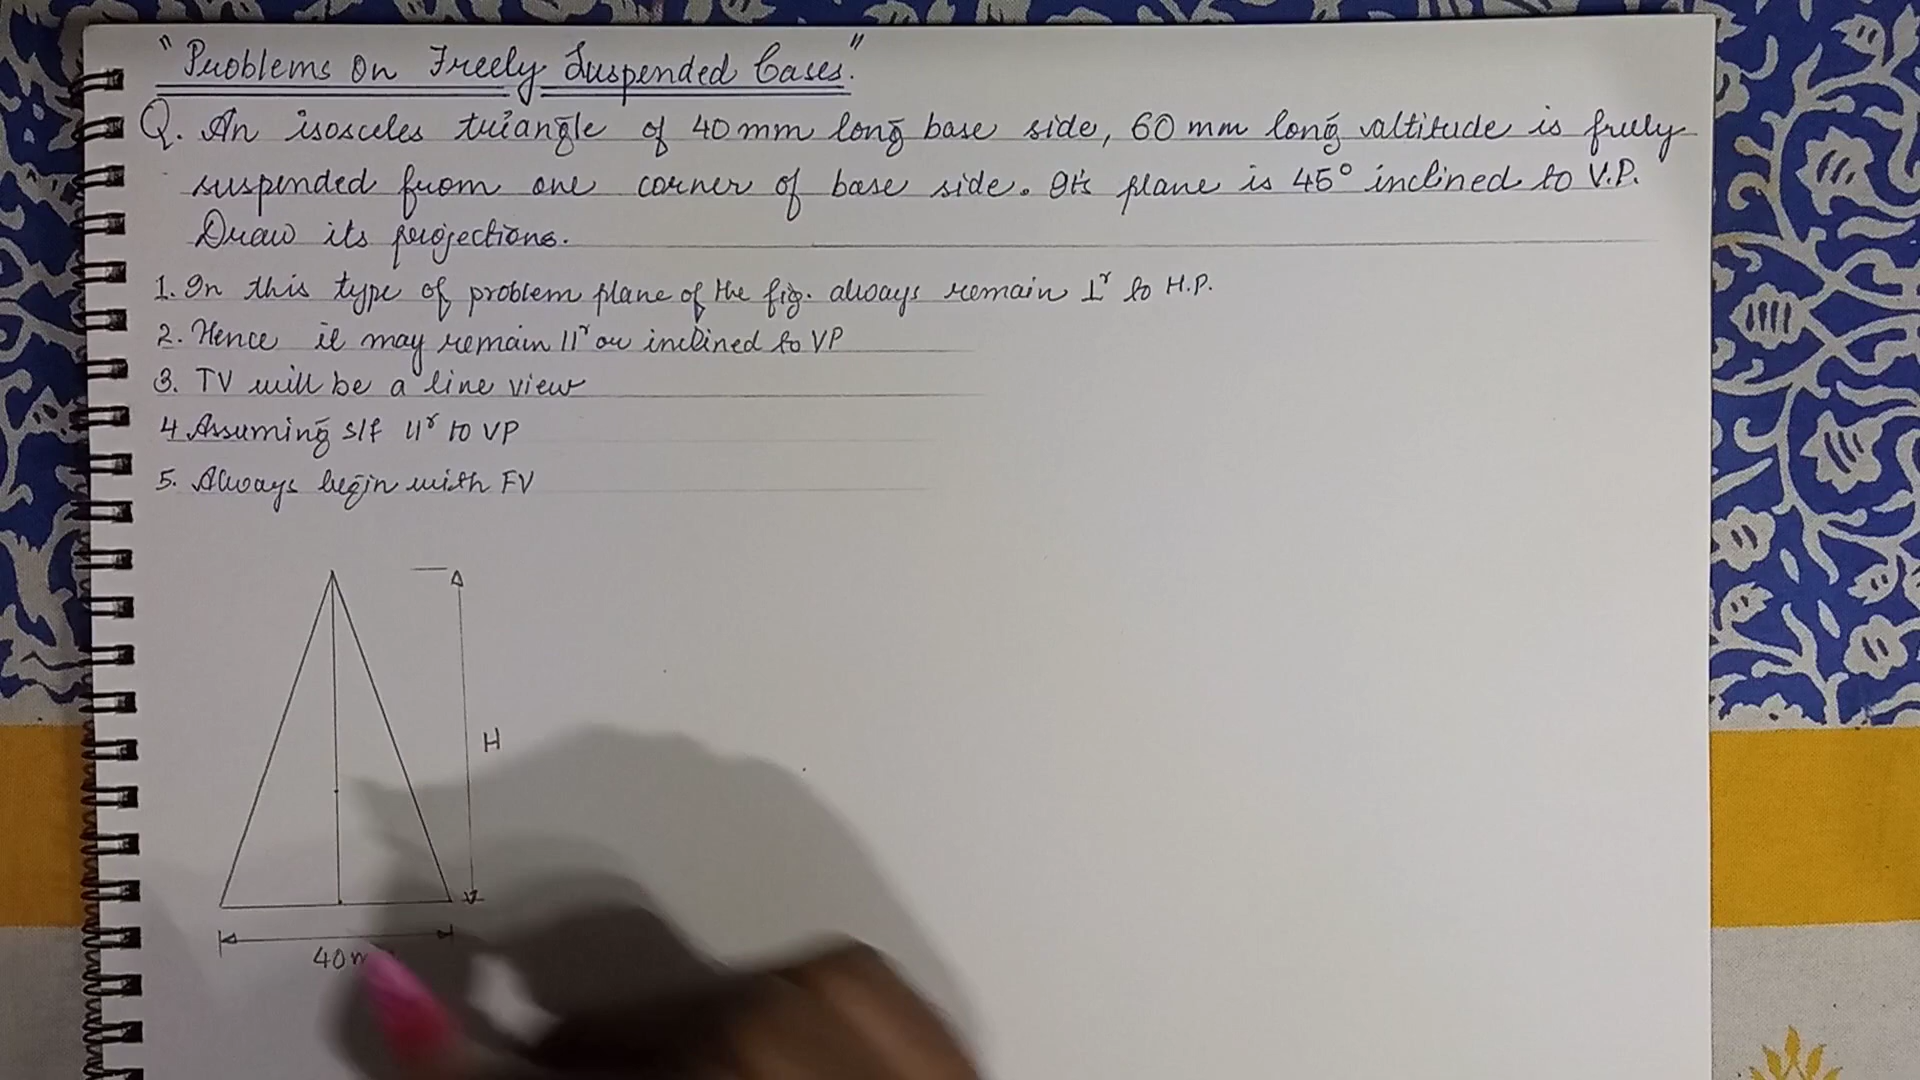 "Problems On Freely Suspended Cases."
Q. An isosceles triangle of 40 mm long base side, 60 mm long altitude is freely
suspended from one corner of base side. It's plane is 45° inclined to V.P.
Draw its projections.
1. In this type of problem plane of the fig. always remain ⊥r to H.P.
2. Hence it may remain ||r or inclined to VP
3. TV will be a line view
4 Assuming s/f ||r to VP
5. Always begin with FV
H
40